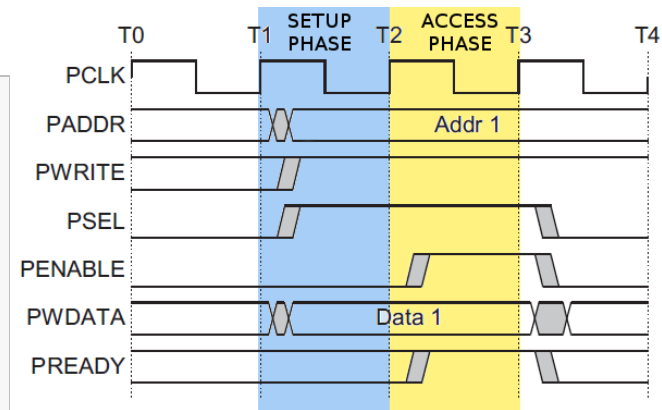 SETUP
PHASE
ACCESS
PHASE
T0
T1
T2
T3
T4
PCLK
PADDR
Addr 1
PWRITE
PSEL
PENABLE
PWDATA
Data 1
PREADY